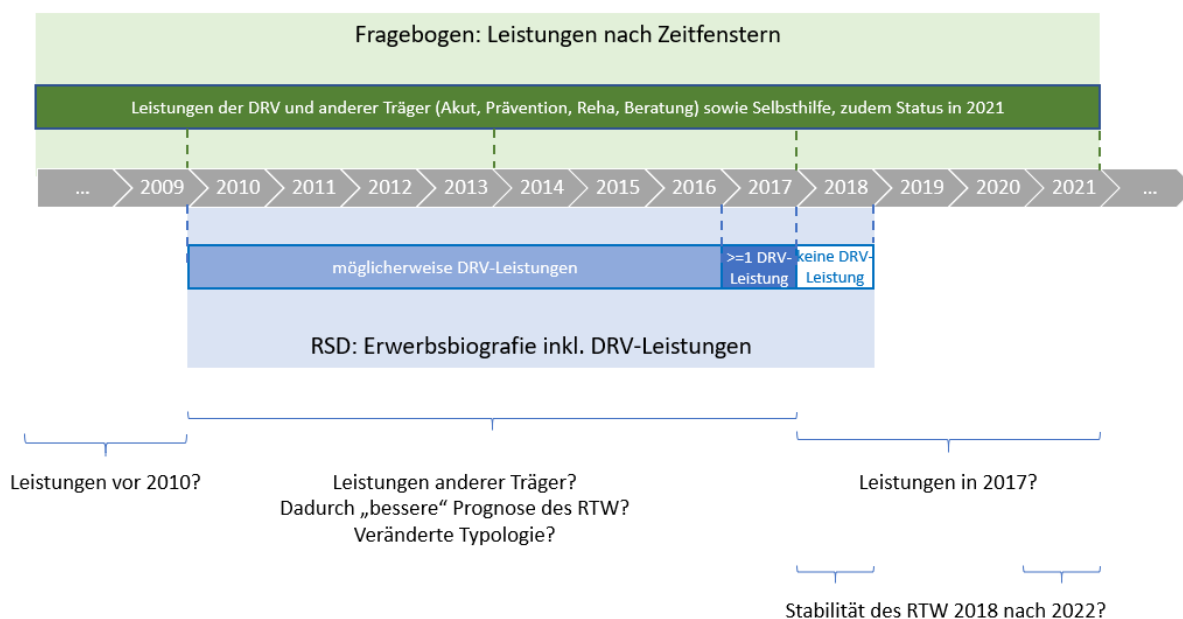 Fragebogen: Leistungen nach Zeitfenstern
Leistungen der DRV und anderer Träger (Akut, Prävention, Reha, Beratung) sowie Selbsthilfe, zudem Status in 2021
... 2009 2010 2011 2012 2013 2014 2015 2016 2017 2018 2019 2020 2021 ...
möglicherweise DRV-Leistungen
>=1 DRV-
Leistung
keine DRV-
Leistung
RSD: Erwerbsbiografie inkl. DRV-Leistungen
Leistungen vor 2010?
Leistungen anderer Träger?
Dadurch „bessere“ Prognose des RTW?
Veränderte Typologie?
Leistungen in 2017?
Stabilität des RTW 2018 nach 2022?